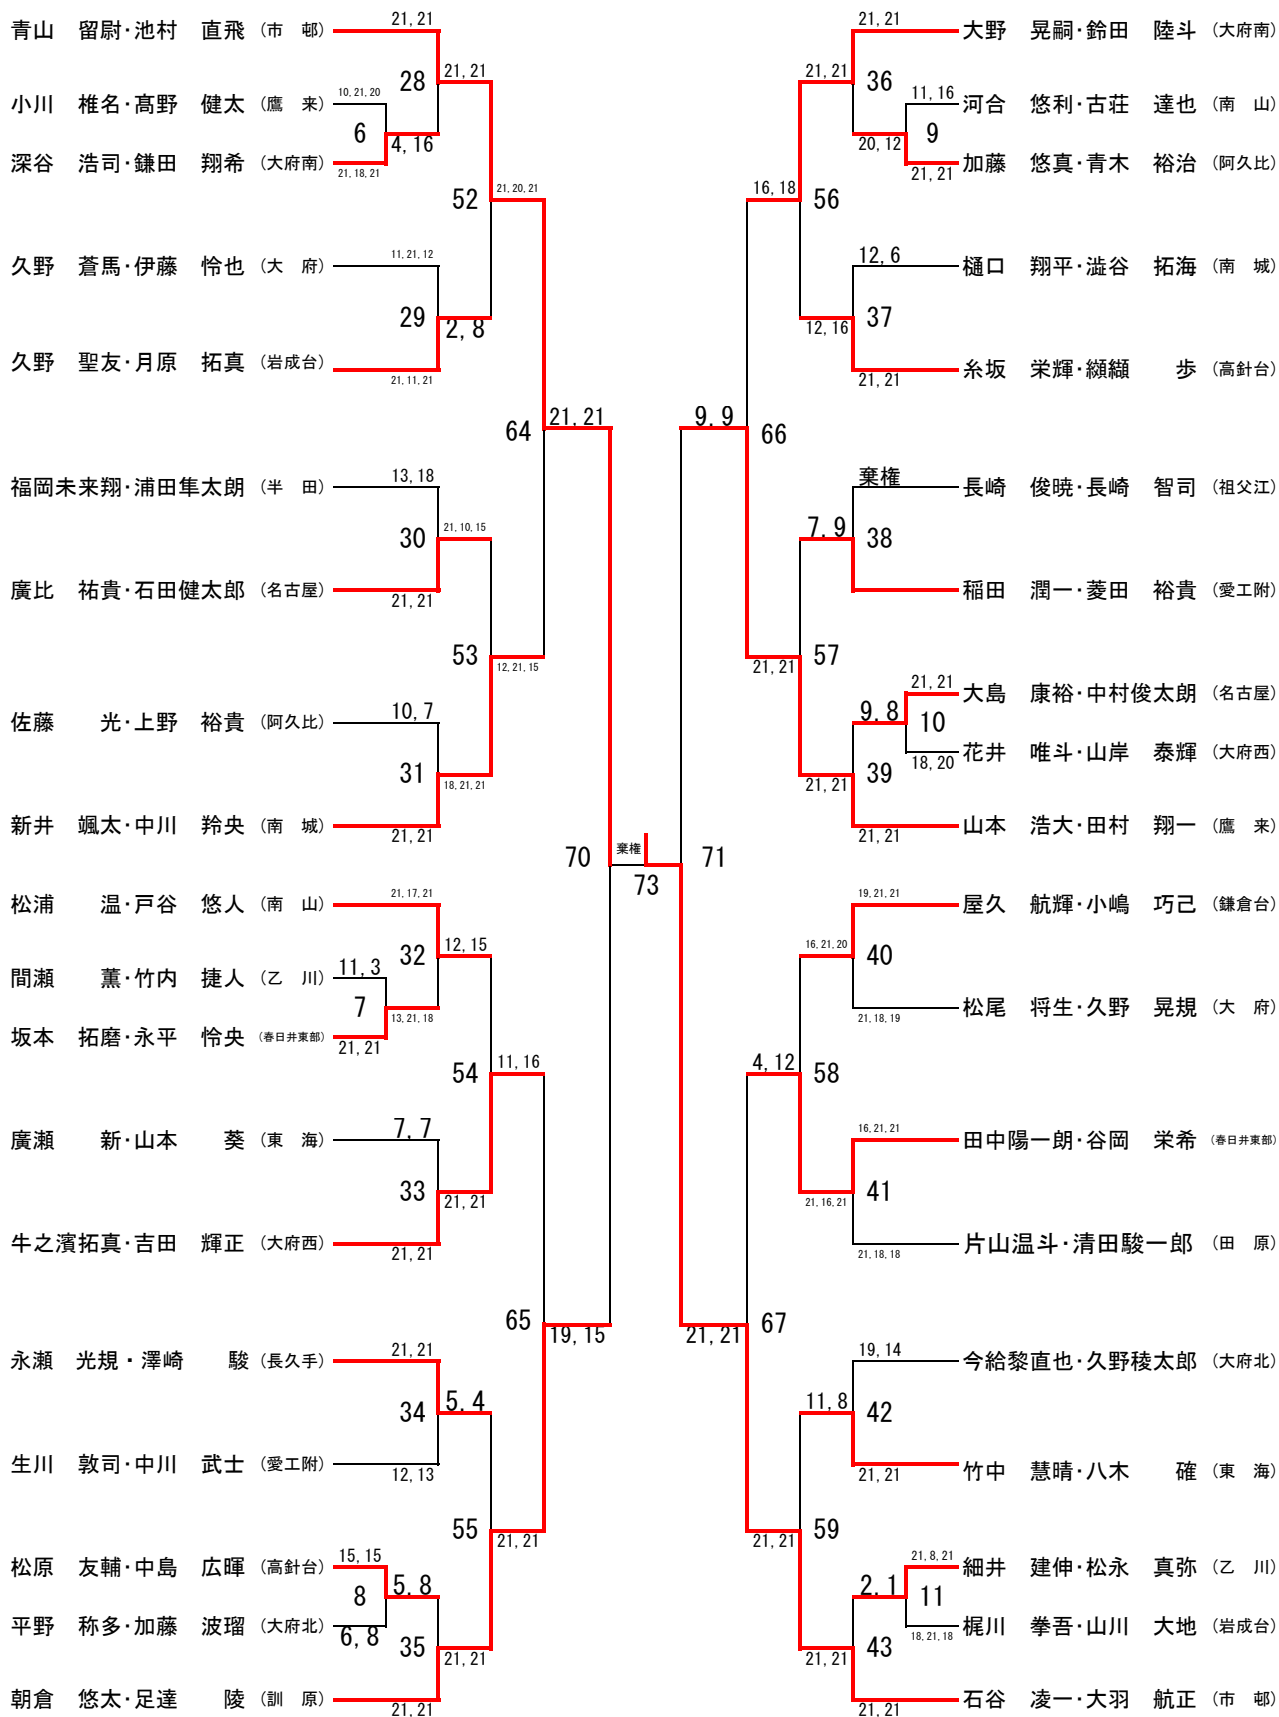 青山　留尉・池村　直飛 (市　邨) 21,21
28
21,21
小川　椎名・髙野　健太 (鷹　来) 10,21,20
6
4,16
深谷　浩司・鎌田　翔希 (大府南) 21,18,21
52
21,20,21
久野　蒼馬・伊藤　怜也 (大　府) 11,21,12
29
2,8
久野　聖友・月原　拓真 (岩成台) 21,11,21
64
21,21
福岡未来翔・浦田隼太朗 (半　田) 13,18
30
21,10,15
廣比　祐貴・石田健太郎 (名古屋) 21,21
53
12,21,15
佐藤　　光・上野　裕貴 (阿久比) 10,7
31
18,21,21
新井　颯太・中川　羚央 (南　城) 21,21
70
棄権
73
71
松浦　　温・戸谷　悠人 (南　山) 21,17,21
32
12,15
間瀬　　薫・竹内　捷人 (乙　川) 11,3
7
13,21,18
坂本　拓磨・永平　怜央 (春日井東部) 21,21
54
11,16
廣瀬　　新・山本　　葵 (東　海) 7,7
33
21,21
牛之濱拓真・吉田　輝正 (大府西) 21,21
65
19,15
永瀬　光規・澤崎　　駿 (長久手) 21,21
34
5,4
生川　敦司・中川　武士 (愛工附) 12,13
55
21,21
松原　友輔・中島　広暉 (高針台) 15,15
8
5,8
平野　称多・加藤　波瑠 (大府北) 6,8
35
21,21
朝倉　悠太・足達　　陵 (訓　原) 21,21
21,21 大野　晃嗣・鈴田　陸斗 (大府南)
21,21
36
11,16 河合　悠利・古荘　達也 (南　山)
20,12
9
21,21 加藤　悠真・青木　裕治 (阿久比)
16,18
56
12,6 樋口　翔平・澁谷　拓海 (南　城)
12,16
37
21,21 糸坂　栄輝・纐纈　　歩 (高針台)
9,9
66
棄権 長崎　俊暁・長崎　智司 (祖父江)
7,9
38
稲田　潤一・菱田　裕貴 (愛工附)
21,21
57
21,21 大島　康裕・中村俊太朗 (名古屋)
9,8
10
18,20 花井　唯斗・山岸　泰輝 (大府西)
21,21
39
21,21 山本　浩大・田村　翔一 (鷹　来)
19,21,21 屋久　航輝・小嶋　巧己 (鎌倉台)
16,21,20
40
21,18,19 松尾　将生・久野　晃規 (大　府)
4,12
58
16,21,21 田中陽一朗・谷岡　栄希 (春日井東部)
21,16,21
41
21,18,18 片山温斗・清田駿一郎 (田　原)
21,21
67
19,14 今給黎直也・久野稜太郎 (大府北)
11,8
42
21,21 竹中　慧晴・八木　　確 (東　海)
21,21
59
21,8,21 細井　建伸・松永　真弥 (乙　川)
2,1
11
18,21,18 梶川　拳吾・山川　大地 (岩成台)
21,21
43
21,21 石谷　凌一・大羽　航正 (市　邨)